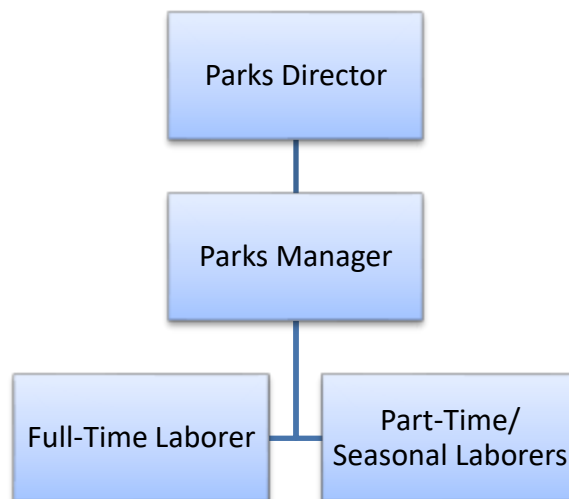 Parks Director
Parks Manager
Full-Time Laborer
Part-Time/
Seasonal Laborers